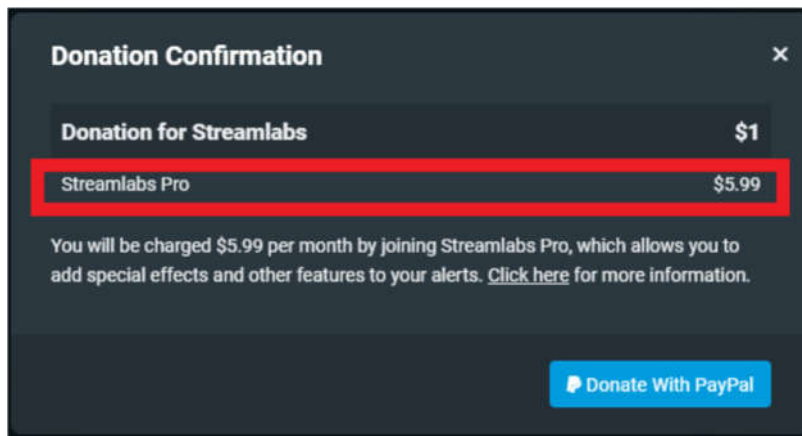 Donation Confirmation ×
Donation for Streamlabs $1
Streamlabs Pro $5.99
You will be charged $5.99 per month by joining Streamlabs Pro, which allows you to
add special effects and other features to your alerts. Click here for more information.
Donate With PayPal